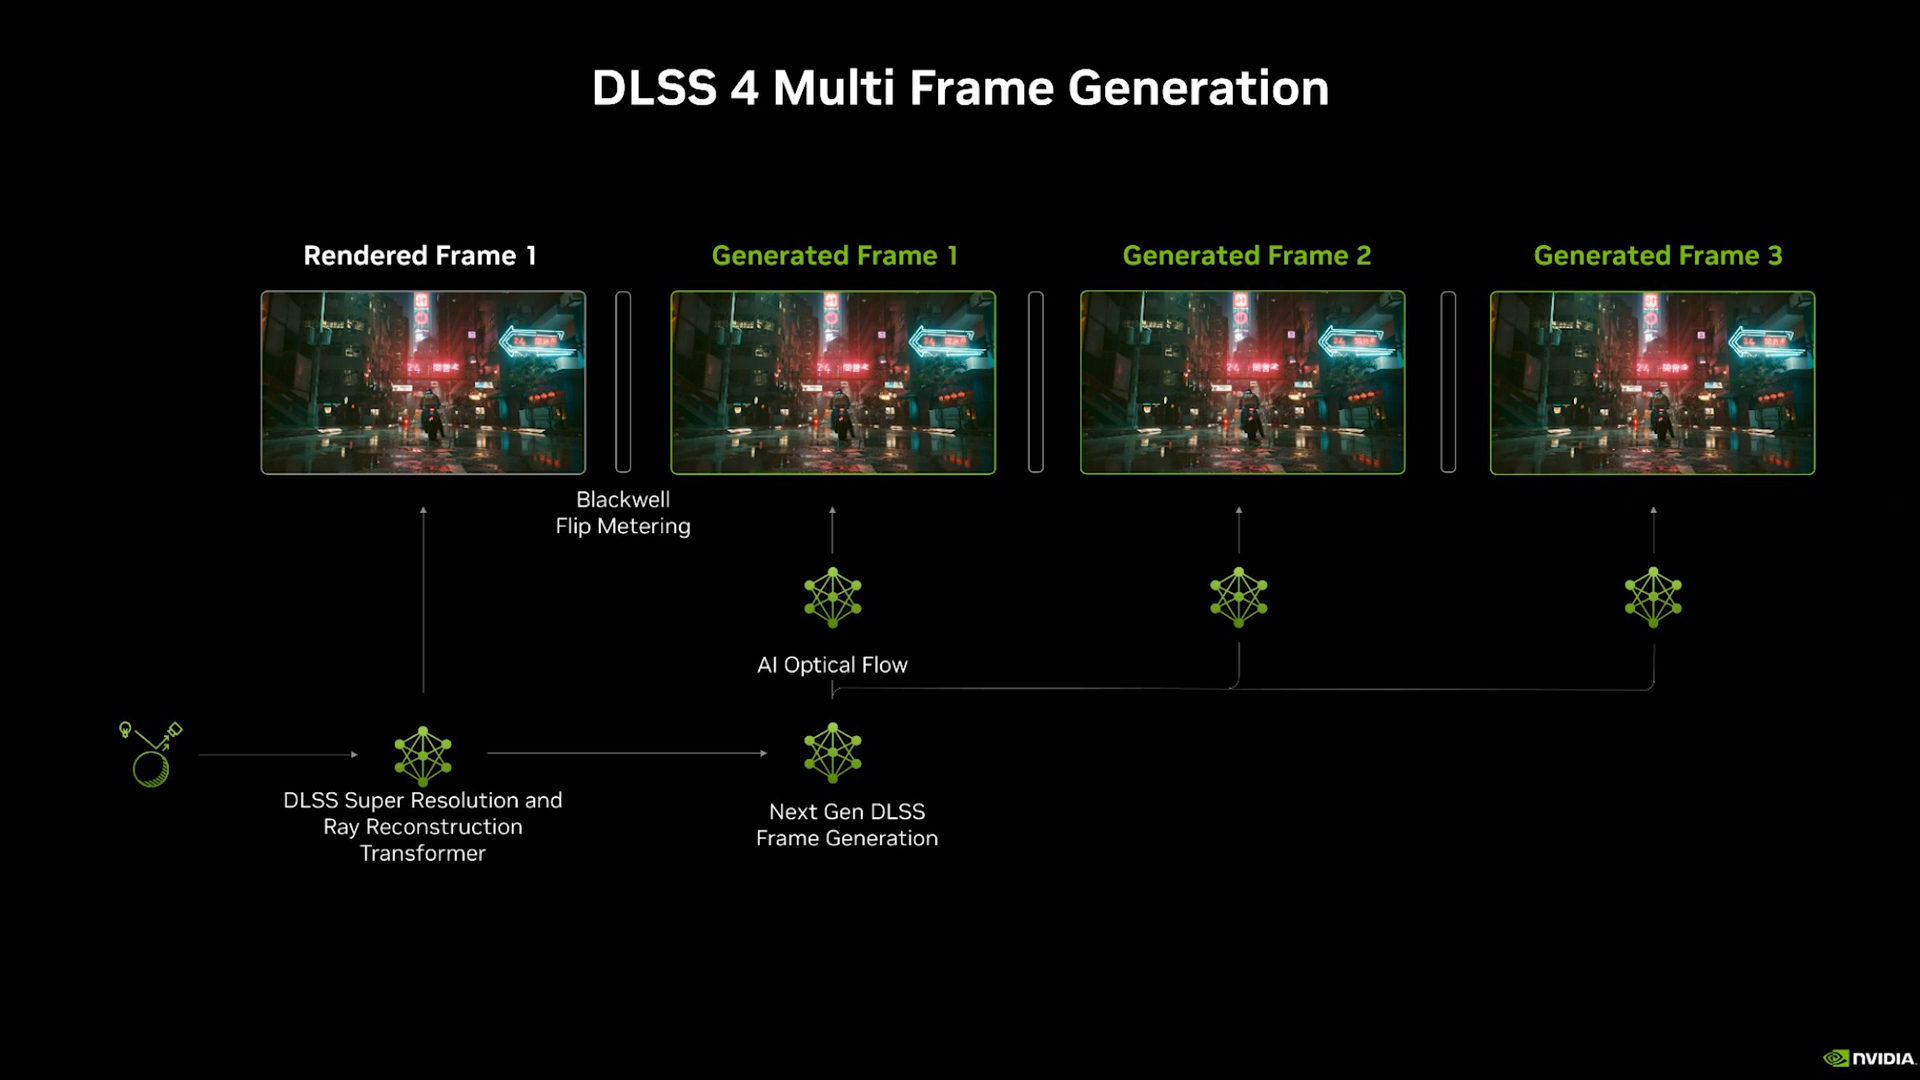 DLSS 4 Multi Frame Generation
Rendered Frame 1
Generated Frame 1
Generated Frame 2
Generated Frame 3
Blackwell
Flip Metering
AI Optical Flow
DLSS Super Resolution and
Ray Reconstruction
Transformer
Next Gen DLSS
Frame Generation
NVIDIA.